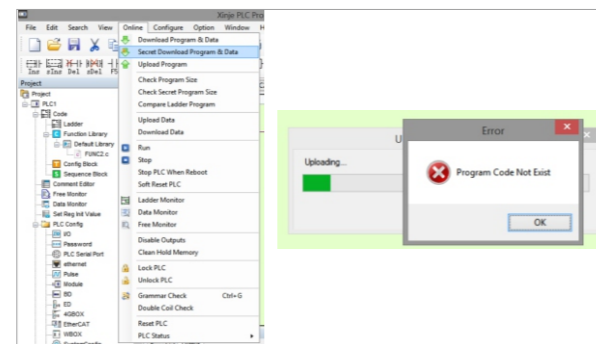 Xinje PLC Pro
File Edit Search View Online Configure Option Window
Ins sIns Del sDel
Project
Project
PLC1
Code
Ladder
Function Library
Default Library
FUNC2.c
Config Block
Sequence Block
Comment Editor
Free Monitor
Data Monitor
Set Reg Init Value
PLC Config
I/O
Password
PLC Serial Port
ethernet
Pulse
Module
BD
ED
4GBOX
EtherCAT
WBOX
Download Program & Data
Secret Download Program & Data
Upload Program
Check Program Size
Check Secret Program Size
Compare Ladder Program
Upload Data
Download Data
Run
Stop
Stop PLC When Reboot
Soft Reset PLC
Ladder Monitor
Data Monitor
Free Monitor
Disable Outputs
Clean Hold Memory
Lock PLC
Unlock PLC
Grammar Check Ctrl+G
Double Coil Check
Reset PLC
PLC Status
U
Uploading...
Error
Program Code Not Exist
OK